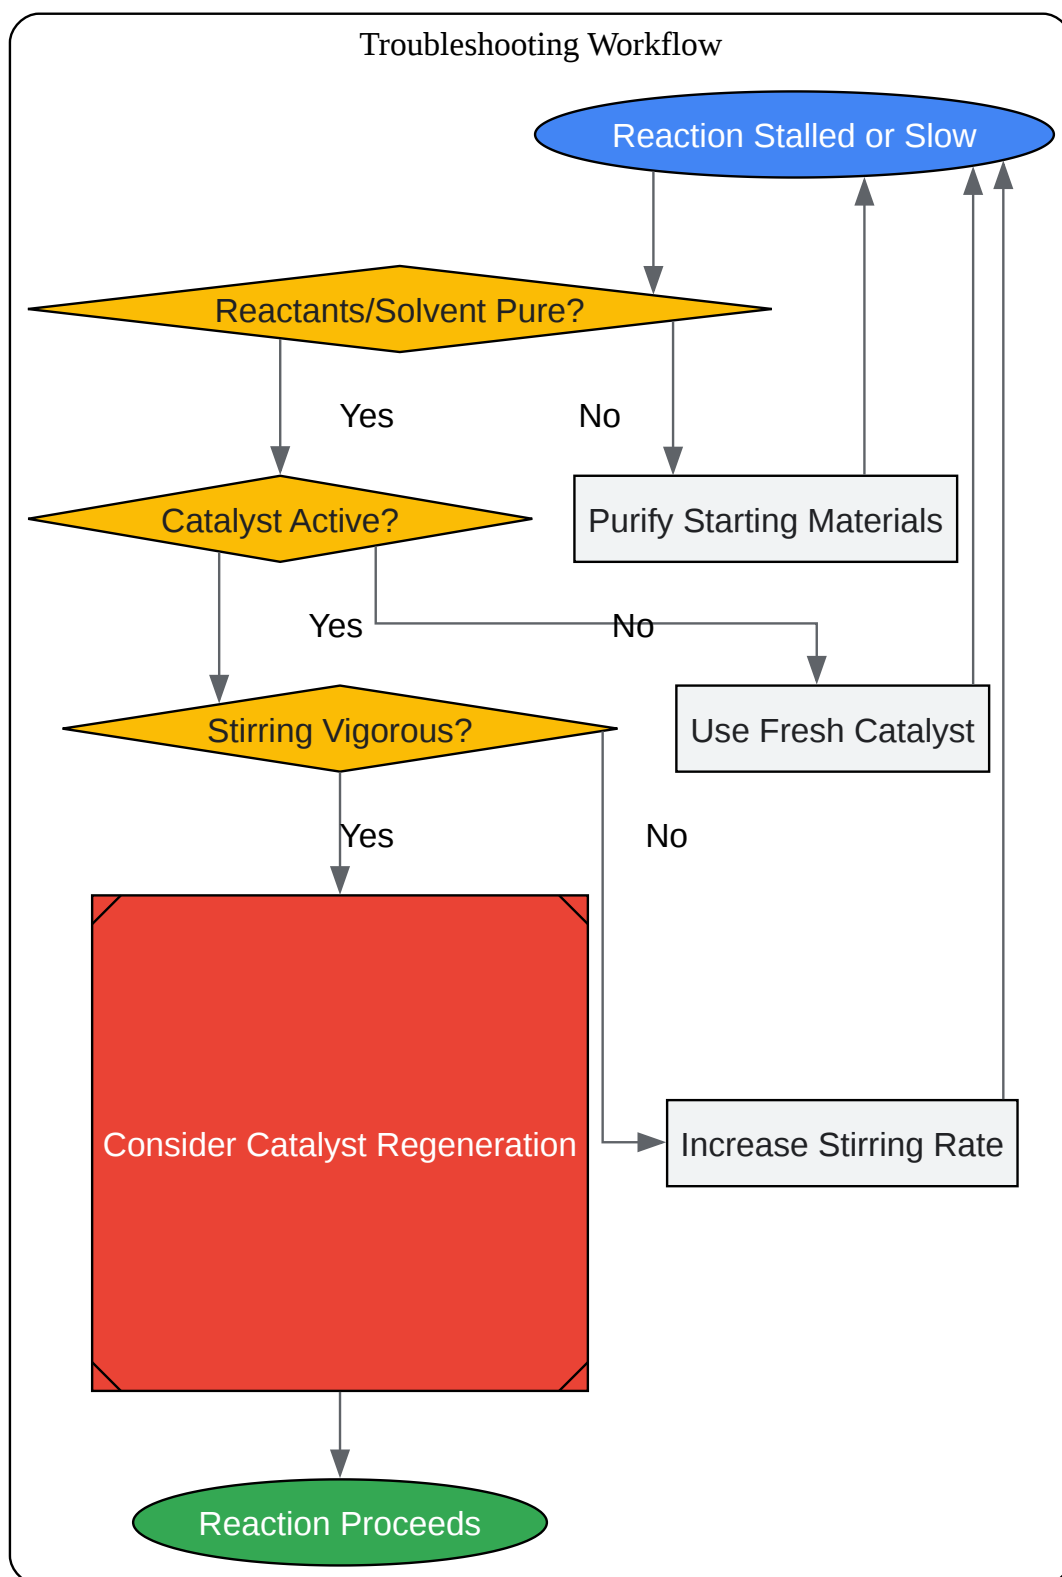 Troubleshooting Workflow
Reaction Stalled or Slow
Reactants/Solvent Pure?
Yes
No
Catalyst Active?
Purify Starting Materials
Yes
No
Stirring Vigorous?
Use Fresh Catalyst
Yes
No
Consider Catalyst Regeneration
Increase Stirring Rate
Reaction Proceeds